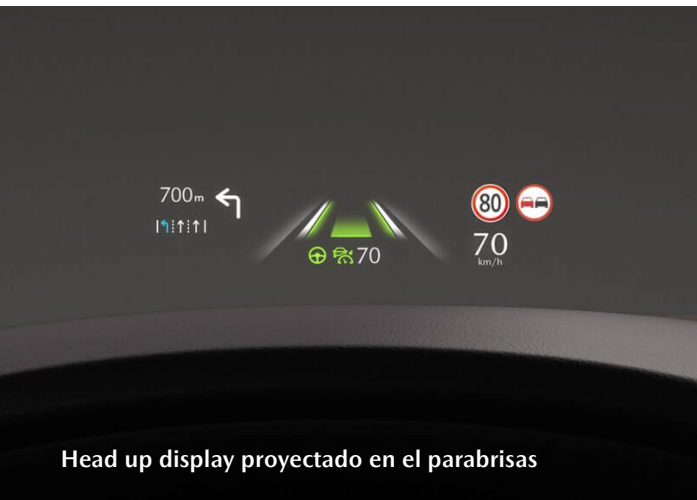 700m
80
70
70
km/h
Head up display proyectado en el parabrisas